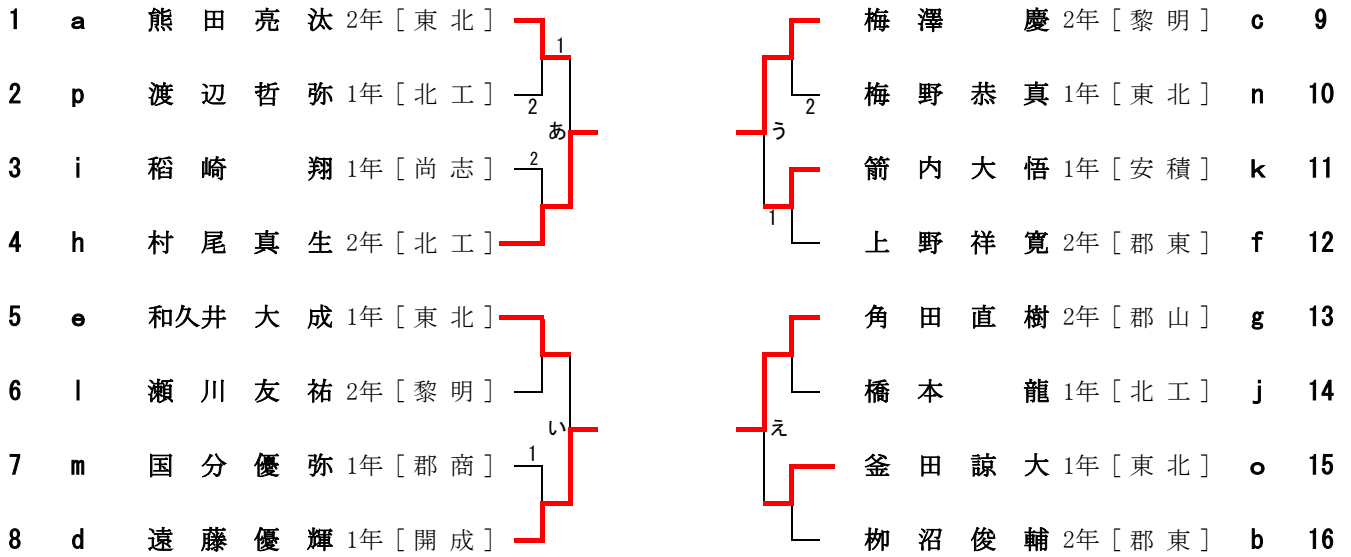 1 a 熊田亮汰 2年 [ 東北 ]
1
2 p 渡辺哲弥 1年 [ 北工 ]
2
あ
3 i 稻崎 翔 1年 [ 尚志 ]
2
4 h 村尾真生 2年 [ 北工 ]
5 e 和久井大成 1年 [ 東北 ]
6 l 瀬川友祐 2年 [ 黎明 ]
い
7 m 国分優弥 1年 [ 郡商 ]
1
8 d 遠藤優輝 1年 [ 開成 ]
梅澤 慶 2年 [ 黎明 ] c 9
梅野恭真 1年 [ 東北 ] n 10
2
う
箭内大悟 1年 [ 安積 ] k 11
1
上野祥寛 2年 [ 郡東 ] f 12
角田直樹 2年 [ 郡山 ] g 13
橋本 龍 1年 [ 北工 ] j 14
え
釜田諒大 1年 [ 東北 ] o 15
栁沼俊輔 2年 [ 郡東 ] b 16